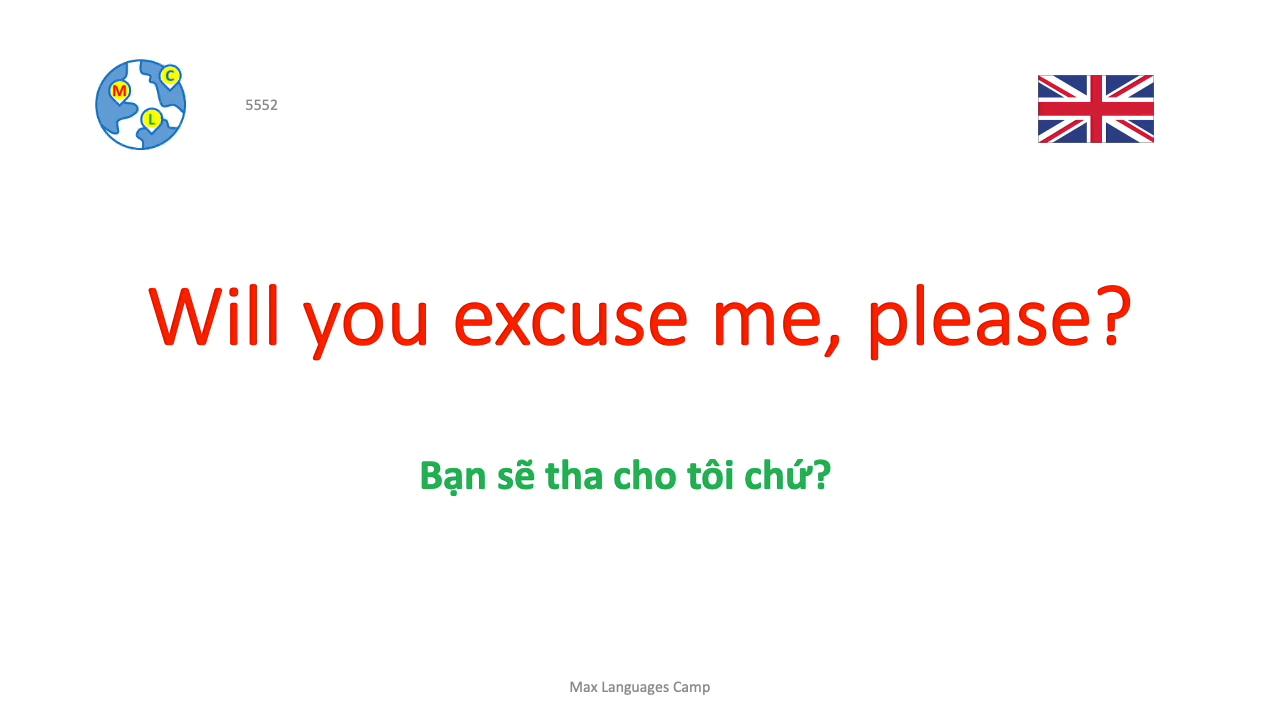 M
C
L
5552
Will you excuse me, please?
Bạn sẽ tha cho tôi chứ?
Max Languages Camp